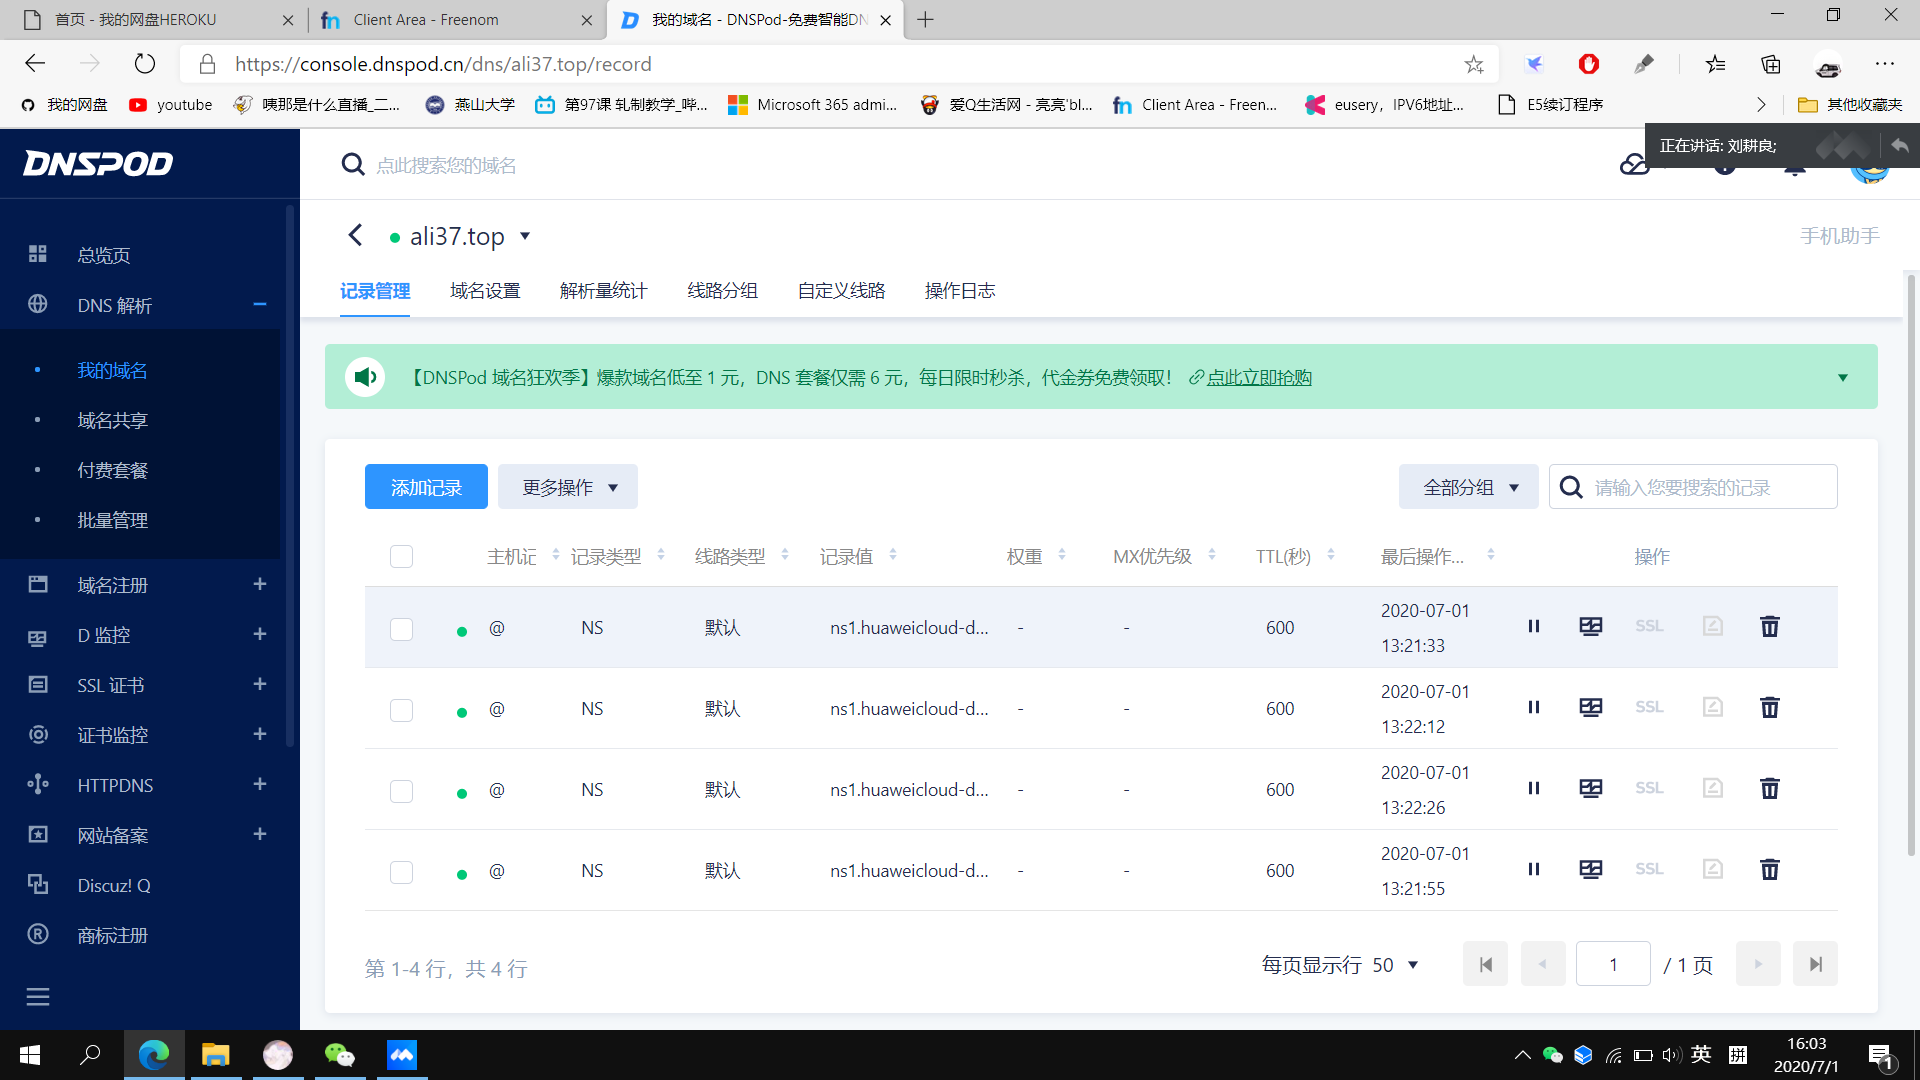 首页 - 我的网盘HEROKU
Client Area - Freenom
我的域名 - DNSPod-免费智能DN
https://console.dnspod.cn/dns/ali37.top/record
我的网盘
youtube
咦那是什么直播_二...
燕山大学
第97课 轧制教学_哔...
Microsoft 365 admi...
爱Q生活网 - 亮亮'bl...
Client Area - Freen...
eusery，IPV6地址...
E5续订程序
其他收藏夹
正在讲话: 刘耕良;
DNSPOD
点此搜索您的域名
ali37.top
手机助手
记录管理 域名设置 解析量统计 线路分组 自定义线路 操作日志
总览页
DNS 解析
我的域名
域名共享
付费套餐
批量管理
域名注册
D 监控
SSL 证书
证书监控
HTTPDNS
网站备案
Discuz! Q
商标注册
【DNSPod 域名狂欢季】爆款域名低至 1 元，DNS 套餐仅需 6 元，每日限时秒杀，代金券免费领取！ 点此立即抢购
添加记录 更多操作 全部分组 请输入您要搜索的记录
主机记 记录类型 线路类型 记录值 权重 MX优先级 TTL(秒) 最后操作... 操作
@ NS 默认 ns1.huaweicloud-d... - - 600 2020-07-01 13:21:33 SSL
@ NS 默认 ns1.huaweicloud-d... - - 600 2020-07-01 13:22:12 SSL
@ NS 默认 ns1.huaweicloud-d... - - 600 2020-07-01 13:22:26 SSL
@ NS 默认 ns1.huaweicloud-d... - - 600 2020-07-01 13:21:55 SSL
第 1-4 行，共 4 行
每页显示行 50
1 / 1 页
英
拼
16:03
2020/7/1
1